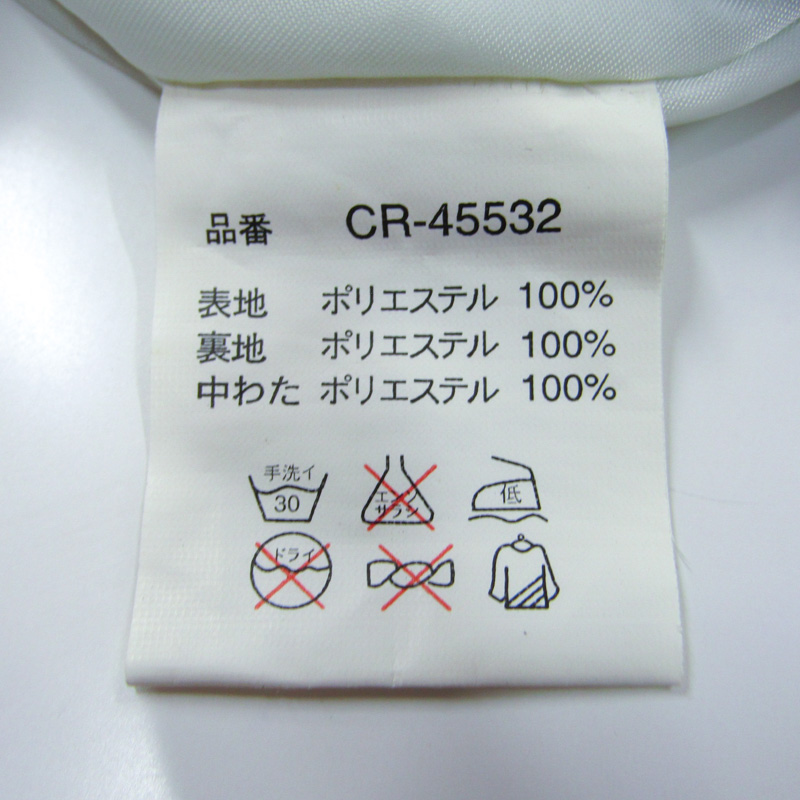 品番 CR-45532
表地 ポリエステル 100%
裏地 ポリエステル 100%
中わた ポリエステル 100%
手洗イ
30
エンソ
サラシ
低
ドライ